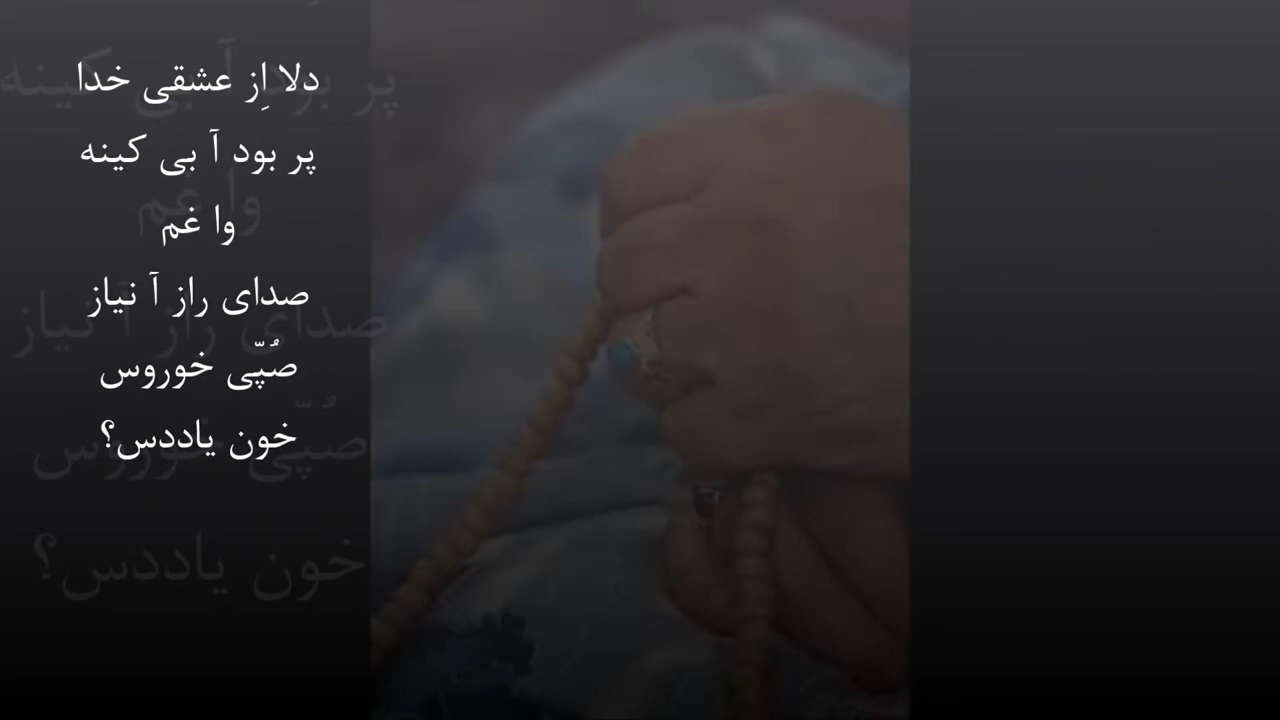 دلا اِز عشقی خدا
پر بود آ بی کینه
وا غم
صدای راز آ نیاز
صُبّی خوروس
خون یاددس؟